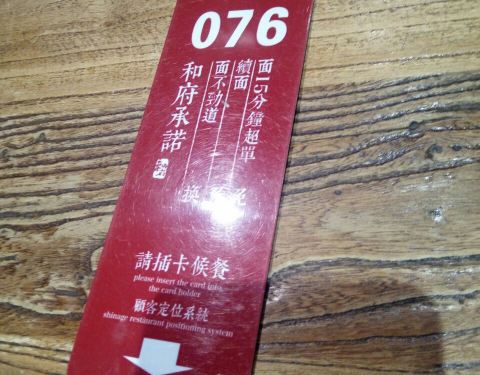 076
面15分鐘超單
續面
面不勁道
和府承諾
換
請插卡候餐
please insert the card into
the card holder
顧客定位系統
shinage restaurant positioning system